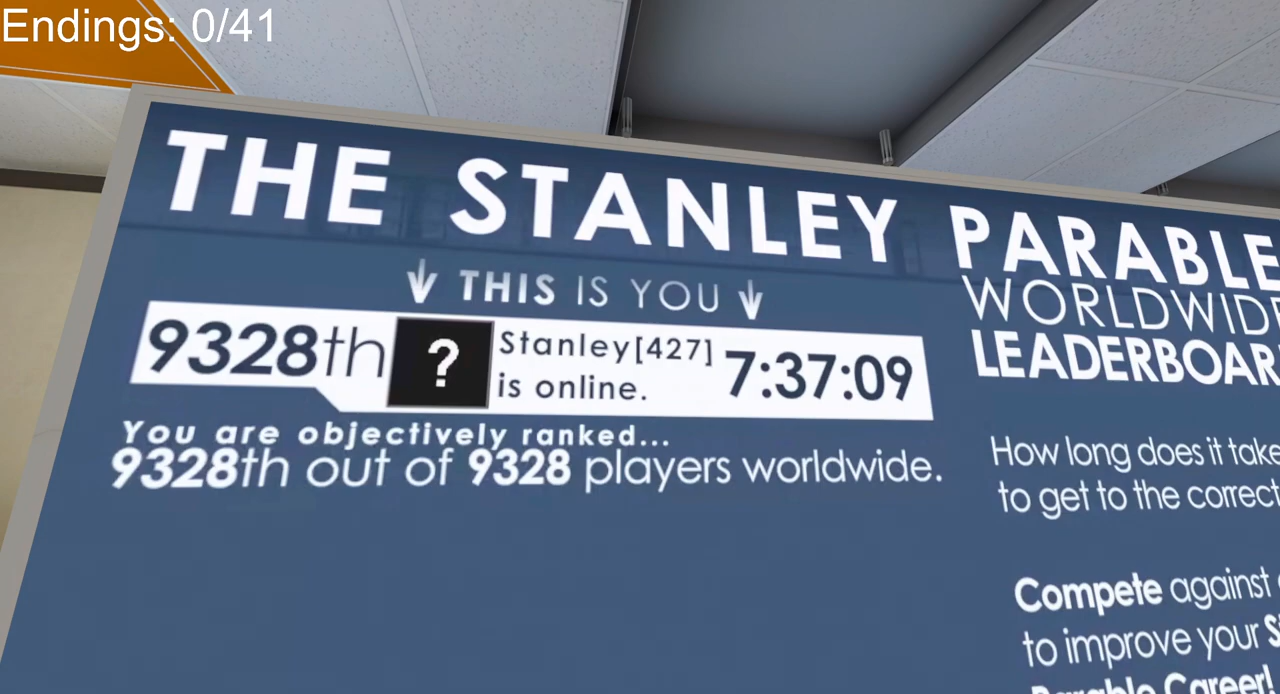 Endings: 0/41
THE STANLEY PARABLE
WORLDWIDE
LEADERBOAR
THIS IS YOU
9328th ? Stanley[427] is online. 7:37:09
You are objectively ranked...
9328th out of 9328 players worldwide.
How long does it take
to get to the correct
Compete against
to improve your
Parable Career!